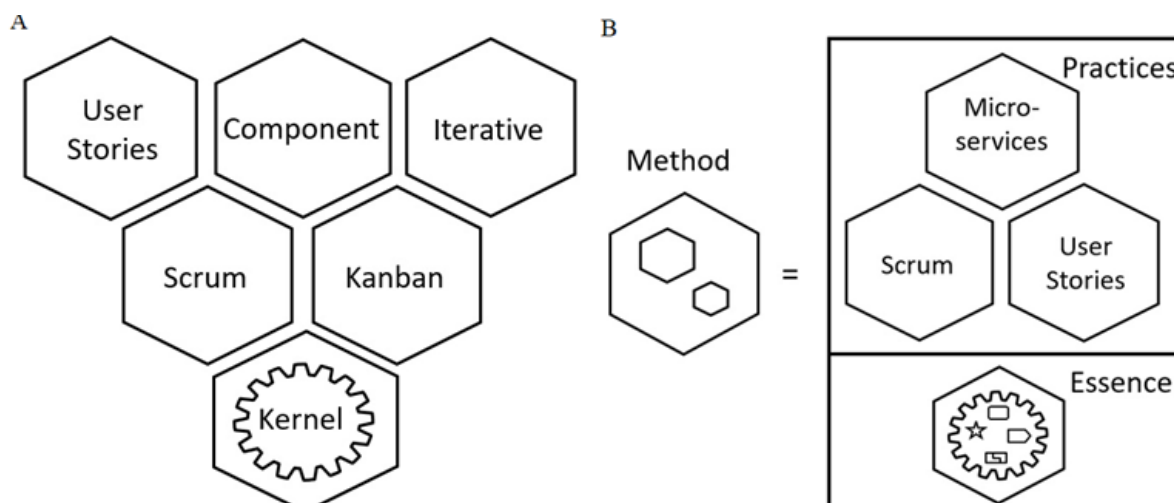 A
User
Stories
Component
Iterative
Scrum
Kanban
Kernel
B
Method
=
Practices
Micro-
services
Scrum
User
Stories
Essence